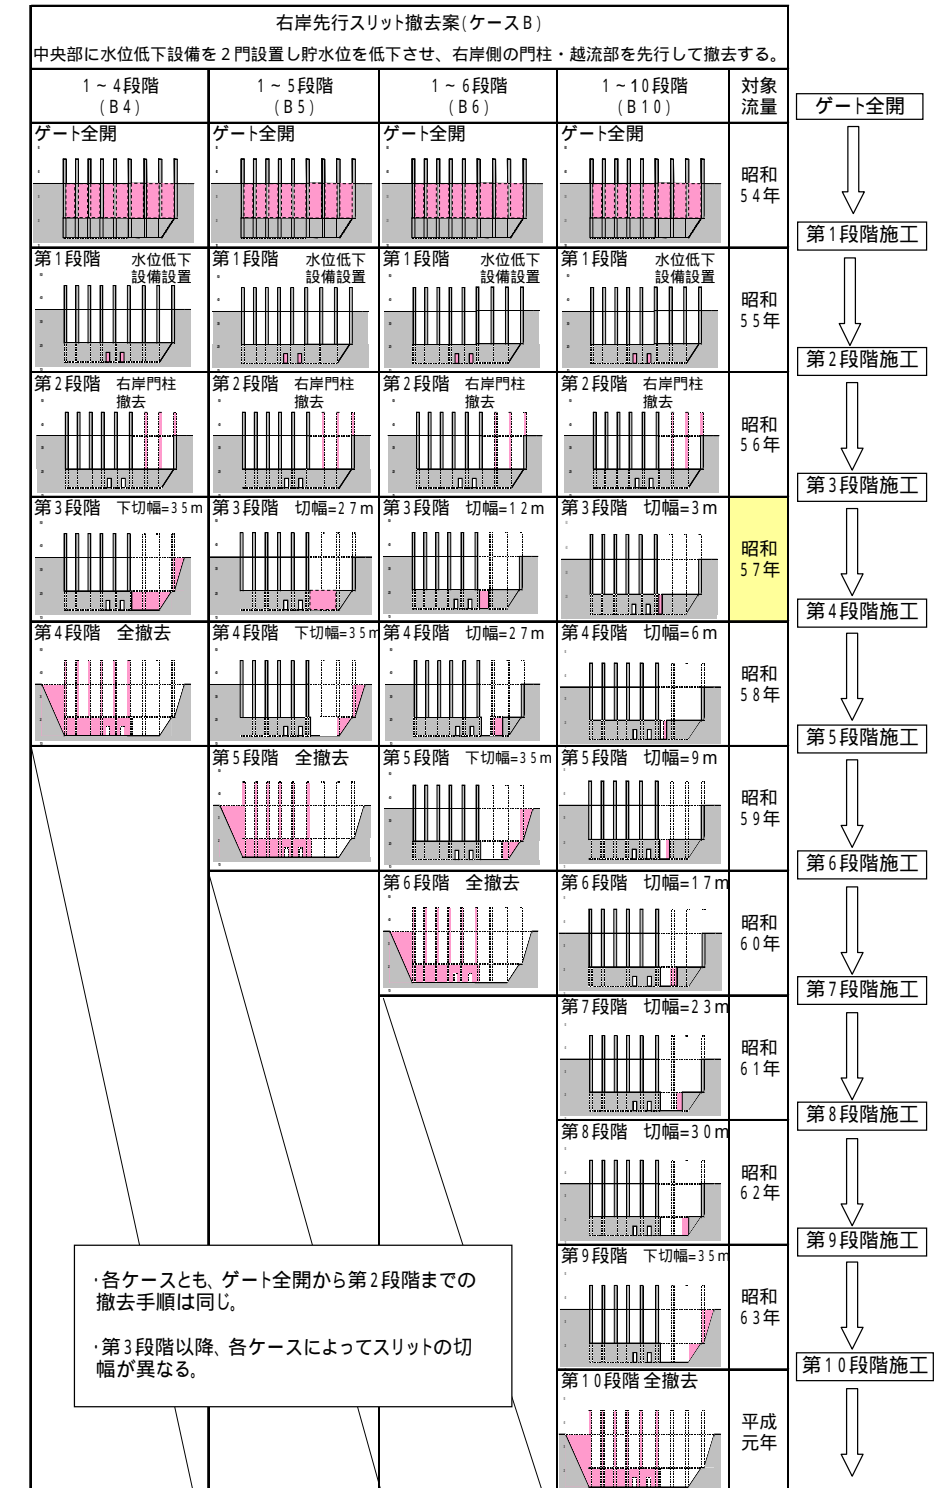 右岸先行スリット撤去案(ケースB)
中央部に水位低下設備を２門設置し貯水位を低下させ、右岸側の門柱・越流部を先行して撤去する。
1～4段階
(B4)
1～5段階
(B5)
1～6段階
(B6)
1～10段階
(B10)
対象
流量
ゲート全開
ゲート全開
ゲート全開
ゲート全開
昭和
54年
第1段階 水位低下
設備設置
第1段階 水位低下
設備設置
第1段階 水位低下
設備設置
第1段階 水位低下
設備設置
昭和
55年
第2段階 右岸門柱
撤去
第2段階 右岸門柱
撤去
第2段階 右岸門柱
撤去
第2段階 右岸門柱
撤去
昭和
56年
第3段階 下切幅=35m
第3段階 切幅=27m
第3段階 切幅=12m
第3段階 切幅=3m
昭和
57年
第4段階 全撤去
第4段階 下切幅=35m
第4段階 切幅=27m
第4段階 切幅=6m
昭和
58年
第5段階 全撤去
第5段階 下切幅=35m
第5段階 切幅=9m
昭和
59年
第6段階 全撤去
第6段階 切幅=17m
昭和
60年
第7段階 切幅=23m
昭和
61年
第8段階 切幅=30m
昭和
62年
第9段階 下切幅=35m
昭和
63年
第10段階 全撤去
平成
元年
・各ケースとも、ゲート全開から第2段階までの
撤去手順は同じ。
・第3段階以降、各ケースによってスリットの切
幅が異なる。
ゲート全開
第1段階施工
第2段階施工
第3段階施工
第4段階施工
第5段階施工
第6段階施工
第7段階施工
第8段階施工
第9段階施工
第10段階施工